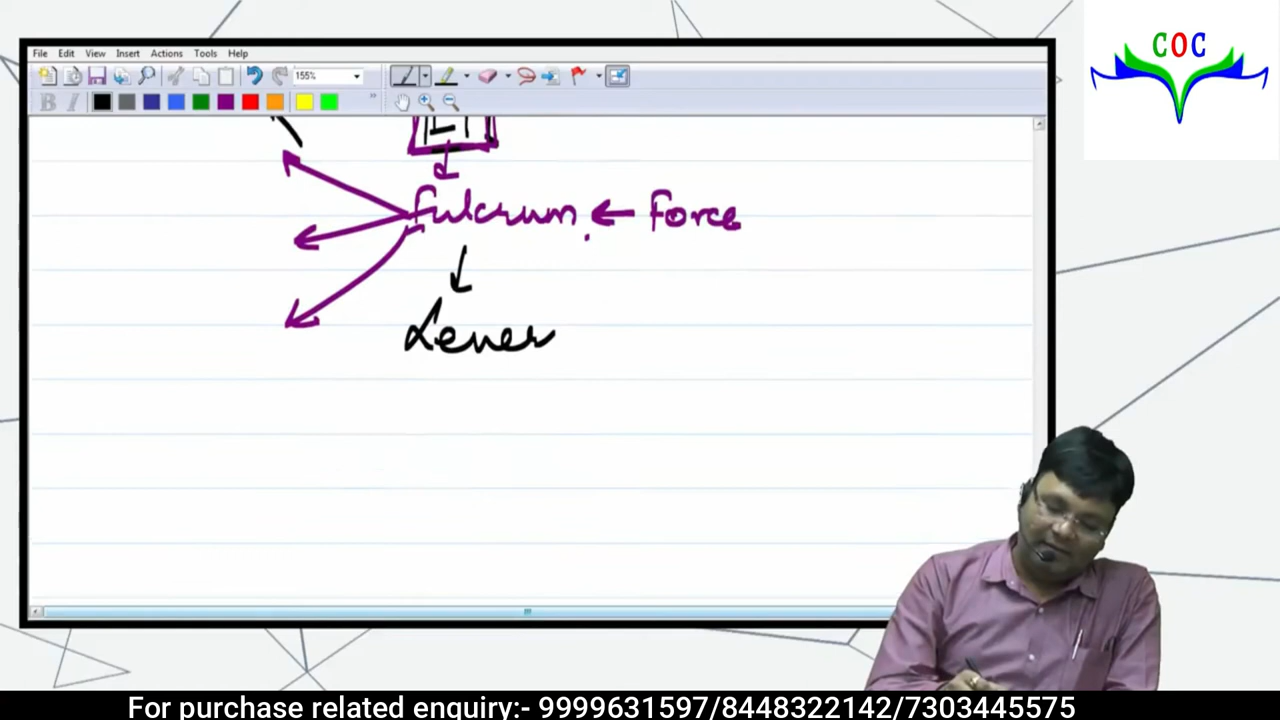 COC
File Edit View Insert Actions Tools Help
155%
B I
IT
fulcrum ← Force
Lever
For purchase related enquiry:- 9999631597/8448322142/7303445575